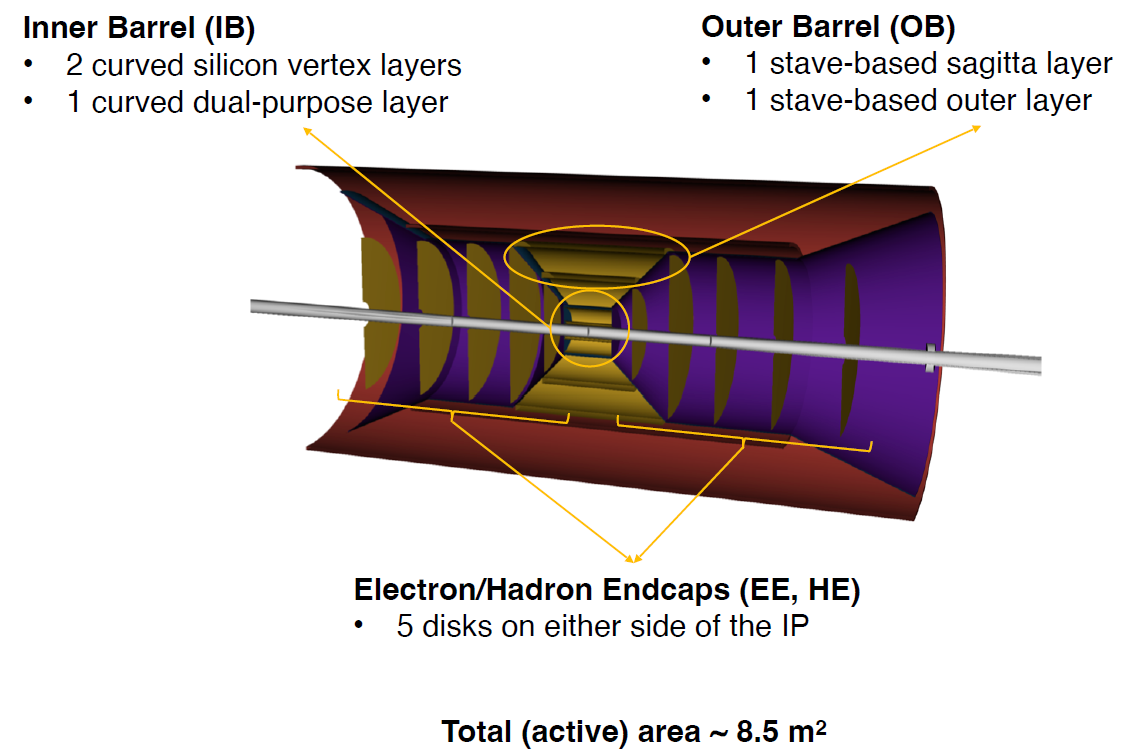 Inner Barrel (IB)
• 2 curved silicon vertex layers
• 1 curved dual-purpose layer
Outer Barrel (OB)
• 1 stave-based sagitta layer
• 1 stave-based outer layer
Electron/Hadron Endcaps (EE, HE)
• 5 disks on either side of the IP
Total (active) area ~ 8.5 m²